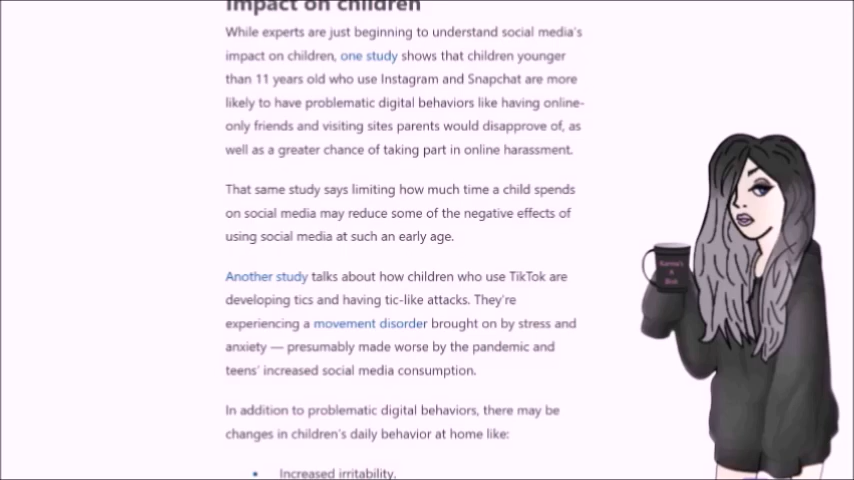 Impact on children
While experts are just beginning to understand social media's
impact on children, one study shows that children younger
than 11 years old who use Instagram and Snapchat are more
likely to have problematic digital behaviors like having online-
only friends and visiting sites parents would disapprove of, as
well as a greater chance of taking part in online harassment.
That same study says limiting how much time a child spends
on social media may reduce some of the negative effects of
using social media at such an early age.
Another study talks about how children who use TikTok are
developing tics and having tic-like attacks. They're
experiencing a movement disorder brought on by stress and
anxiety — presumably made worse by the pandemic and
teens' increased social media consumption.
In addition to problematic digital behaviors, there may be
changes in children's daily behavior at home like:
• Increased irritability.
Karma's
a